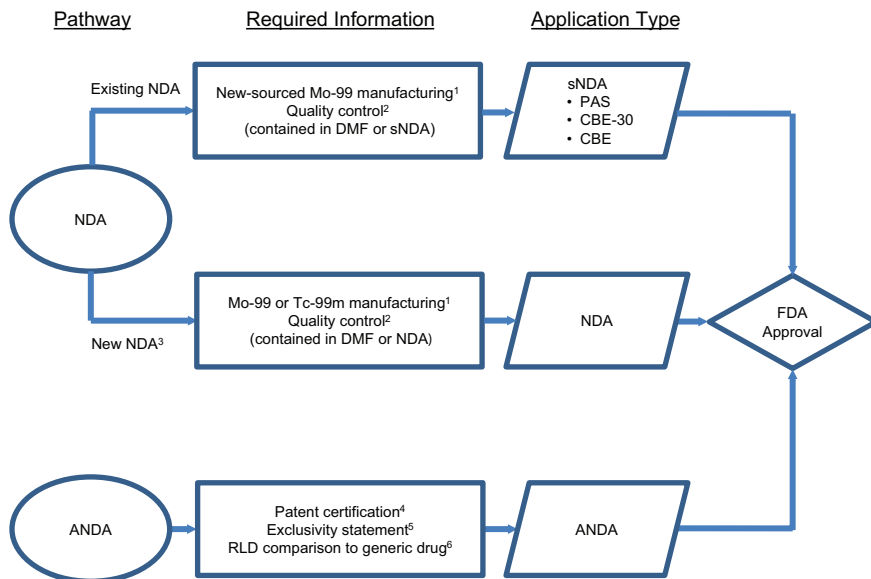 Pathway
Required Information
Application Type
Existing NDA
New-sourced Mo-99 manufacturing¹
Quality control²
(contained in DMF or sNDA)
sNDA
• PAS
• CBE-30
• CBE
NDA
Mo-99 or Tc-99m manufacturing¹
Quality control²
(contained in DMF or NDA)
NDA
FDA
Approval
New NDA³
ANDA
Patent certification⁴
Exclusivity statement⁵
RLD comparison to generic drug⁶
ANDA